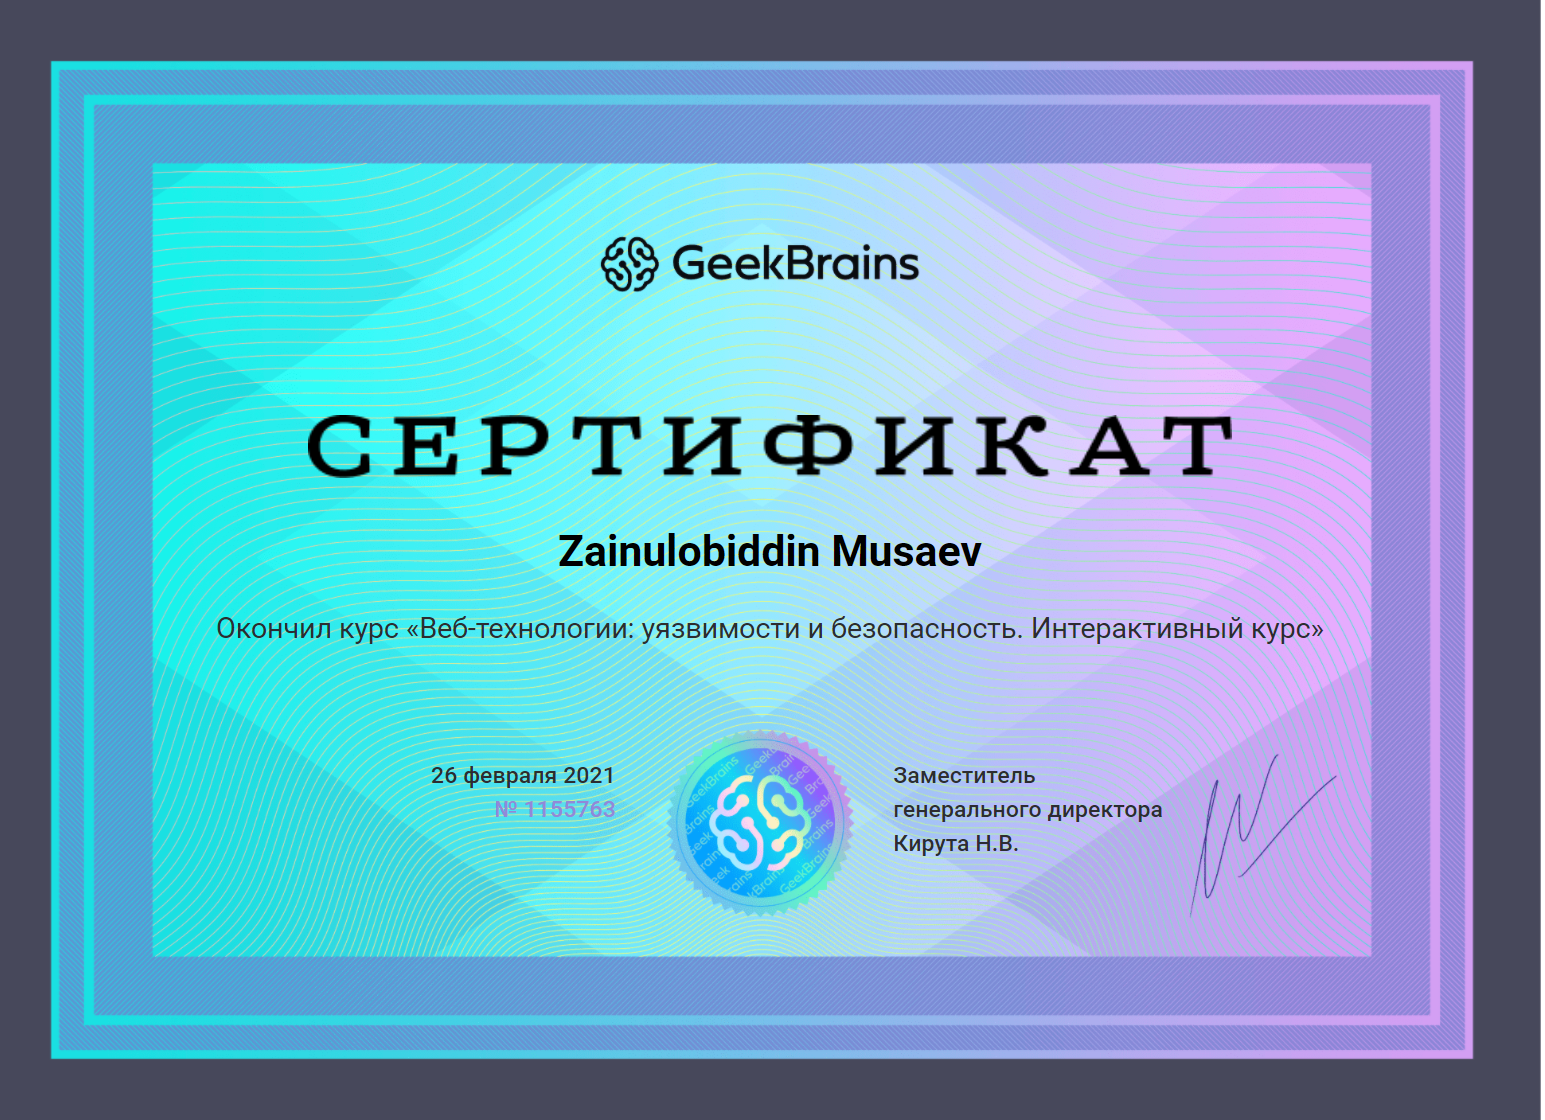 GeekBrains
СЕРТИФИКАТ
Zainulobiddin Musaev
Окончил курс «Веб-технологии: уязвимости и безопасность. Интерактивный курс»
26 февраля 2021
№ 1155763
Заместитель
генерального директора
Кирута Н.В.